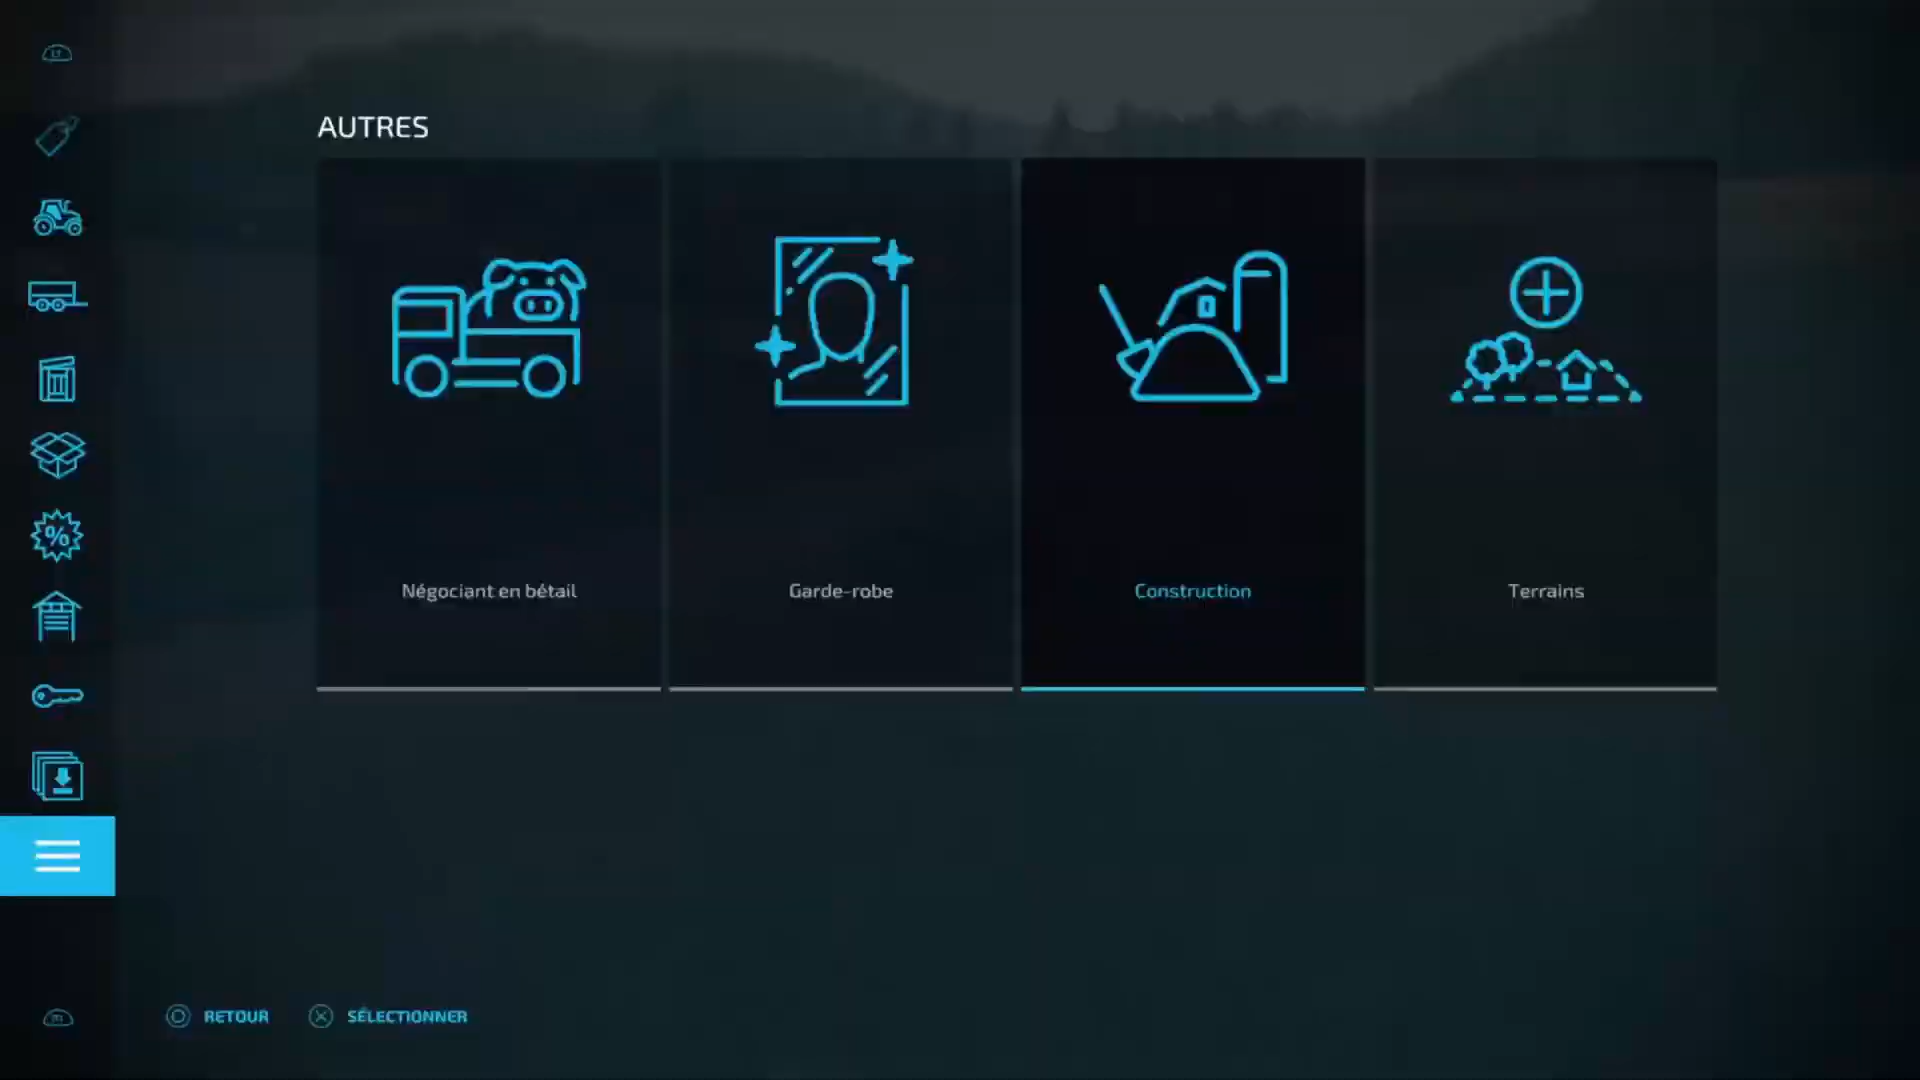 AUTRES
Négociant en bétail
Garde-robe
Construction
Terrains
%
RETOUR
SÉLECTIONNER